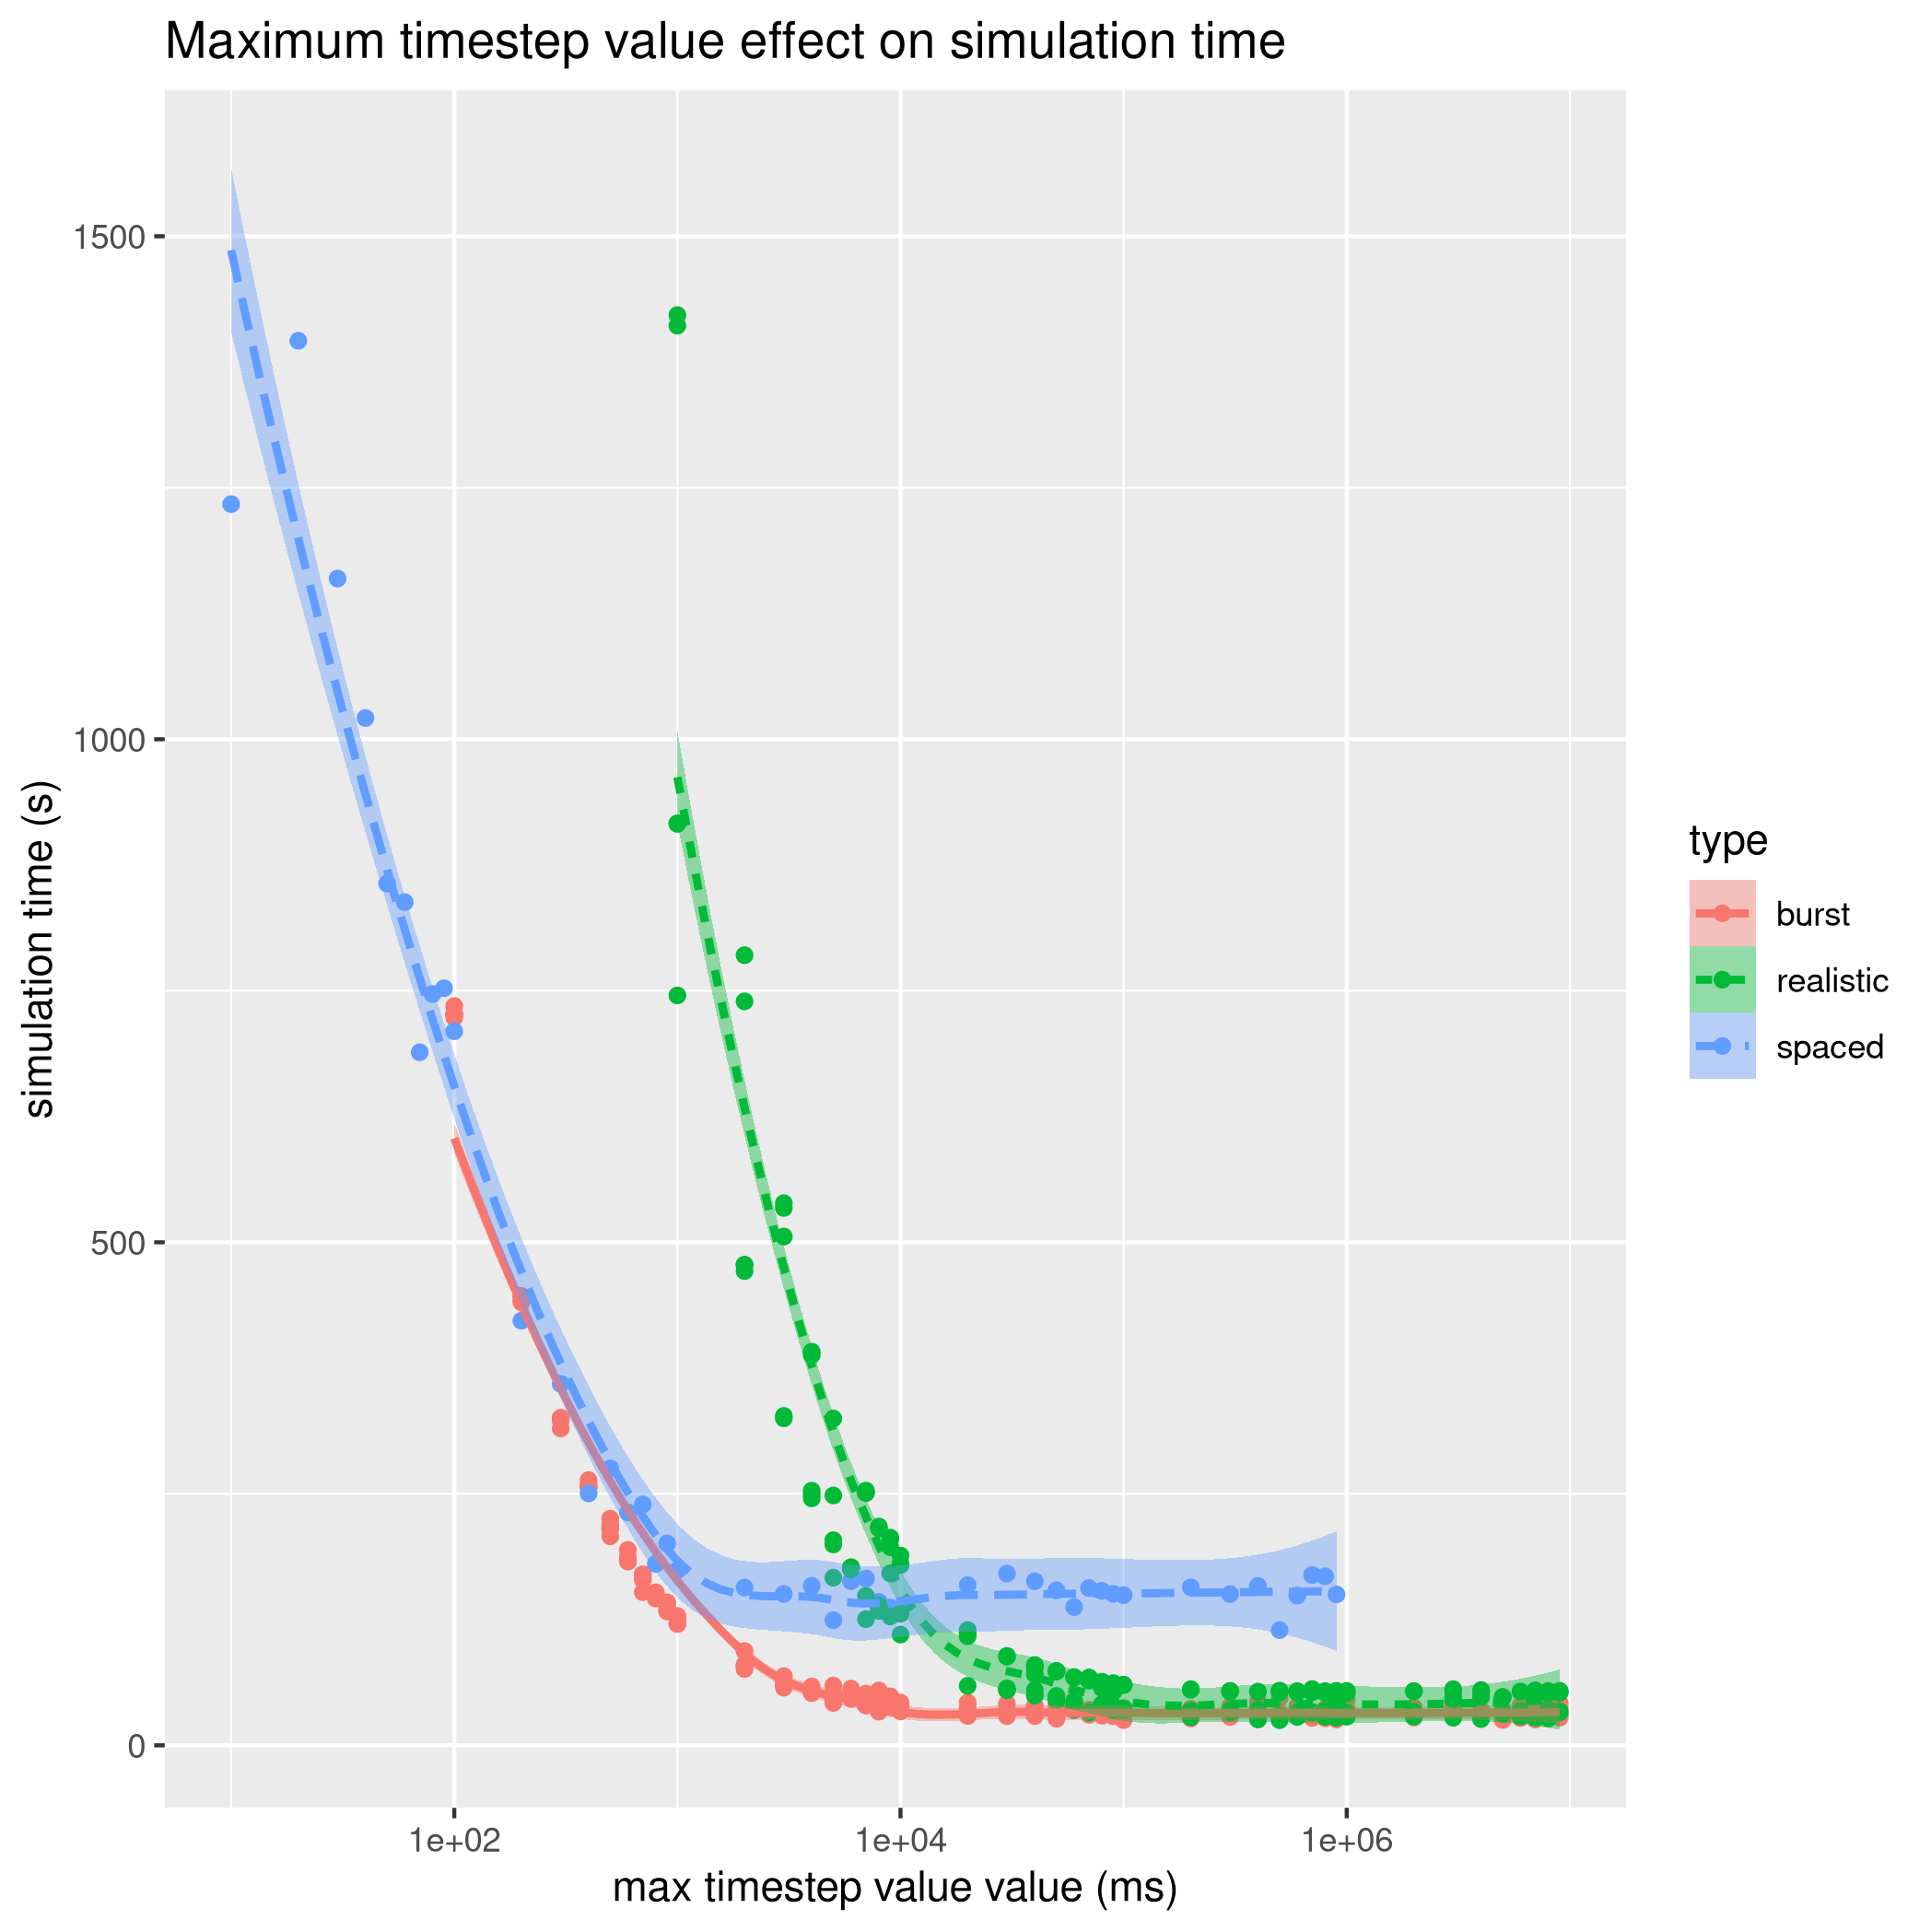 Maximum timestep value effect on simulation time
simulation time (s)
1500
1000
500
0
1e+02
1e+04
1e+06
max timestep value value (ms)
type
burst
realistic
spaced